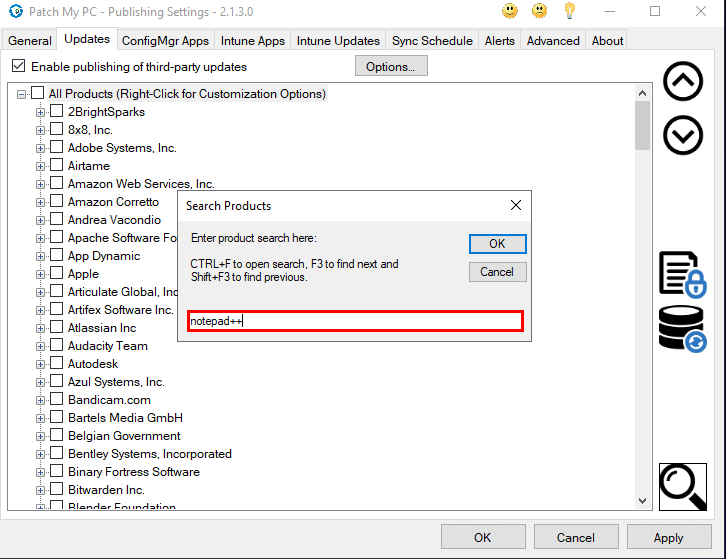 Patch My PC - Publishing Settings - 2.1.3.0
General Updates ConfigMgr Apps Intune Apps Intune Updates Sync Schedule Alerts Advanced About
Enable publishing of third-party updates Options...
All Products (Right-Click for Customization Options)
2BrightSparks
8x8, Inc.
Adobe Systems, Inc.
Airtame
Amazon Web Services, Inc.
Amazon Corretto
Andrea Vacondio
Apache Software Fo
App Dynamic
Apple
Articulate Global, Inc
Artifex Software Inc.
Atlassian Inc
Audacity Team
Autodesk
Azul Systems, Inc.
Bandicam.com
Bartels Media GmbH
Belgian Government
Bentley Systems, Incorporated
Binary Fortress Software
Bitwarden Inc.
Blender Foundation
Search Products
Enter product search here:
OK
CTRL+F to open search, F3 to find next and
Shift+F3 to find previous.
Cancel
notepad++
OK Cancel Apply